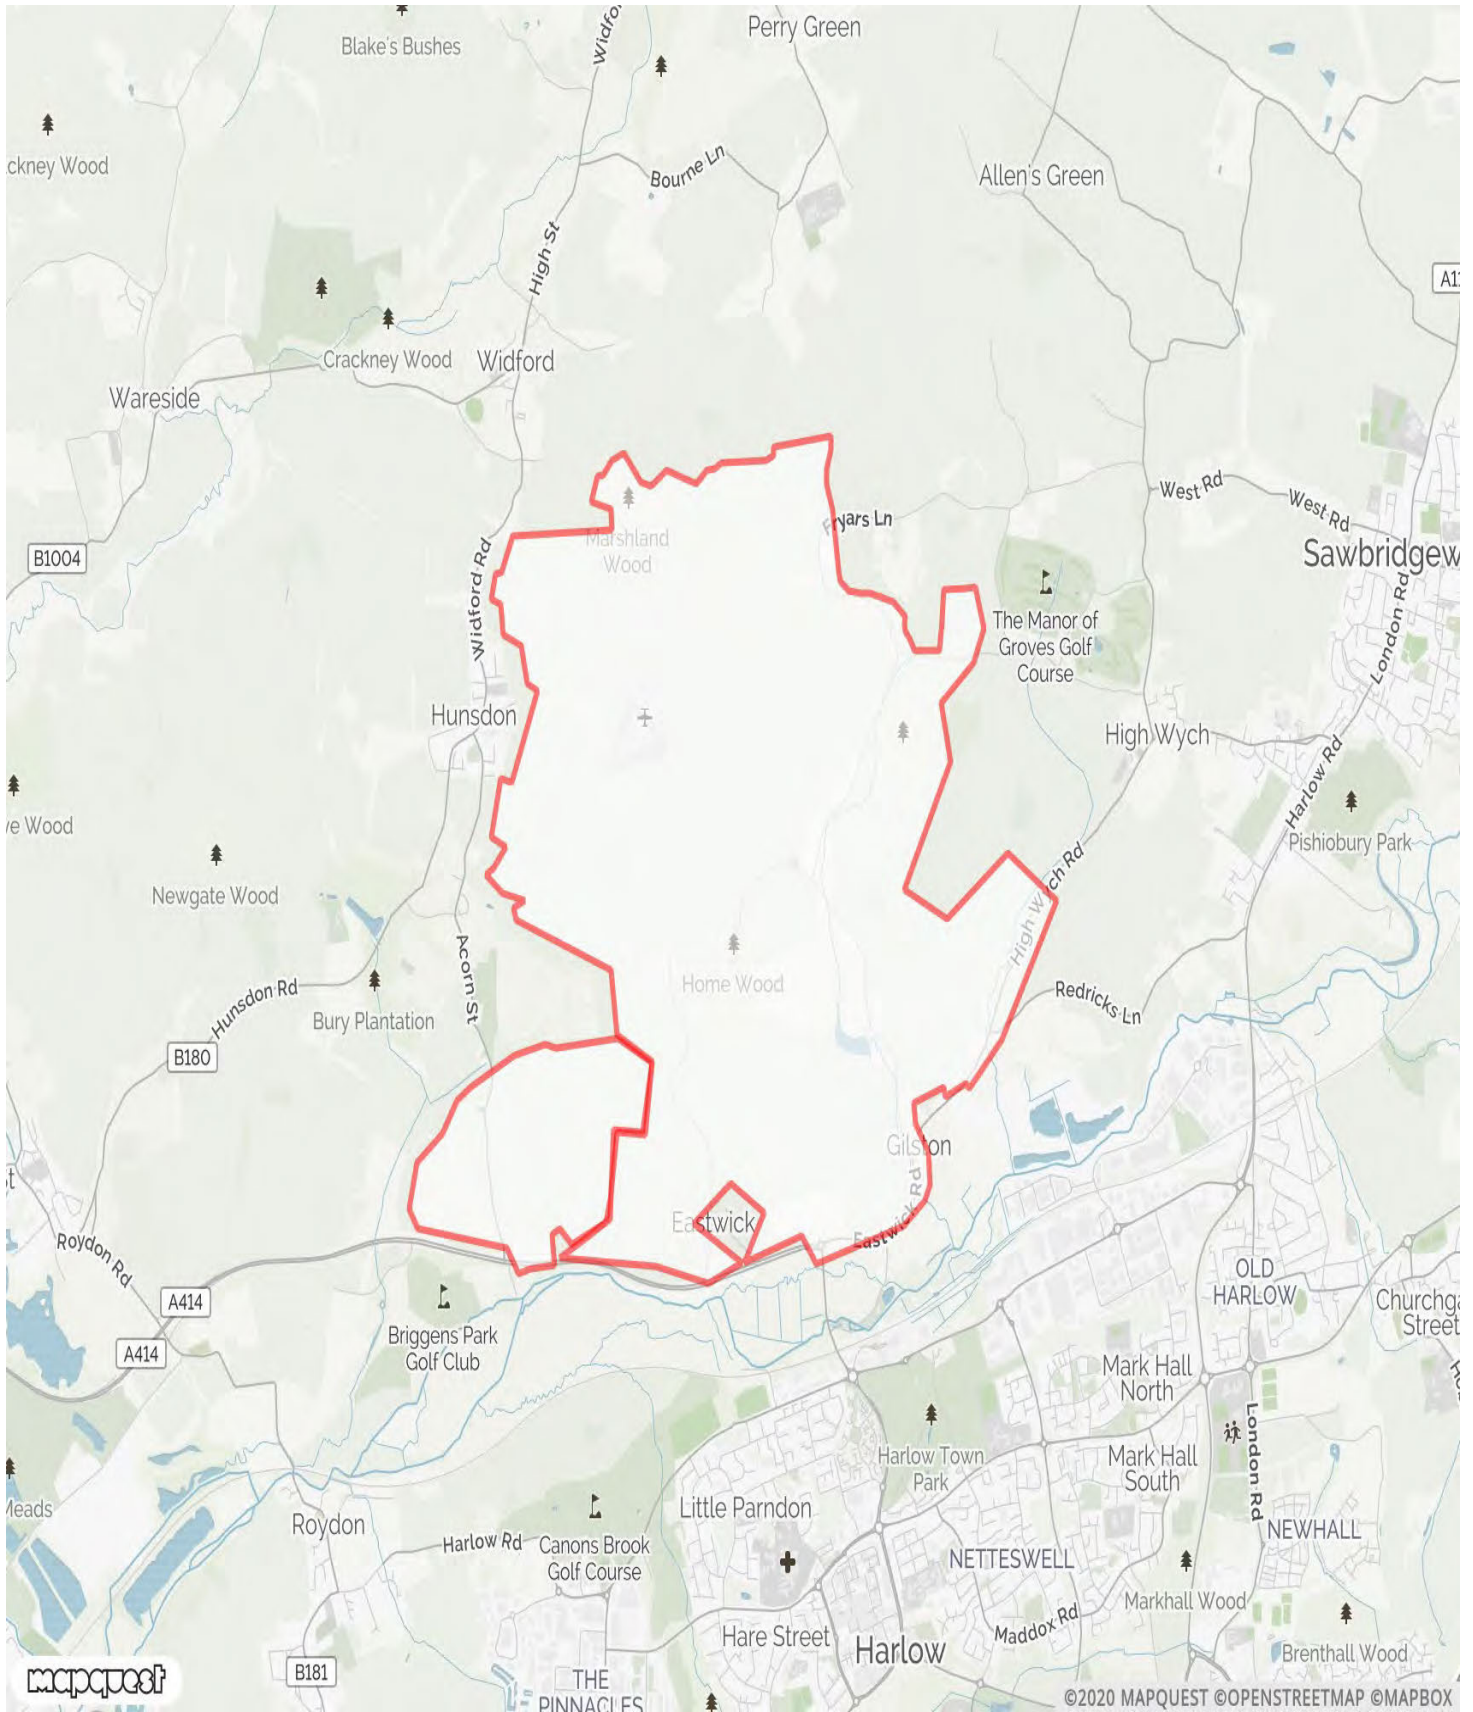 Perry Green
Widfo
Blake's Bushes
ckney Wood
Bourne Ln
Allen's Green
High St
A11
Crackney Wood
Widford
Wareside
West Rd
West Rd
Fryars Ln
Marshland
Wood
B1004
Sawbridgew
Widford Rd
London Rd
The Manor of
Groves Golf
Course
Hunsdon
High Wych
Harlow Rd
ve Wood
Pishiobury Park
Newgate Wood
High Wych Rd
Acorn St
Home Wood
Hunsdon Rd
Redricks Ln
Bury Plantation
B180
Gilston
st
Eastwick
Eastwick Rd
Roydon Rd
OLD
HARLOW
A414
Churchga
Street
Briggens Park
Golf Club
A414
Mark Hall
North
London Rd
Harlow Town
Park
Mark Hall
South
Meads
Little Parndon
Roydon
Harlow Rd
Canons Brook
Golf Course
NEWHALL
NETTESWELL
Markhall Wood
Maddox Rd
Hare Street
Harlow
Brenthall Wood
B181
THE
PINNACLES
mapquest
©2020 MAPQUEST ©OPENSTREETMAP ©MAPBOX